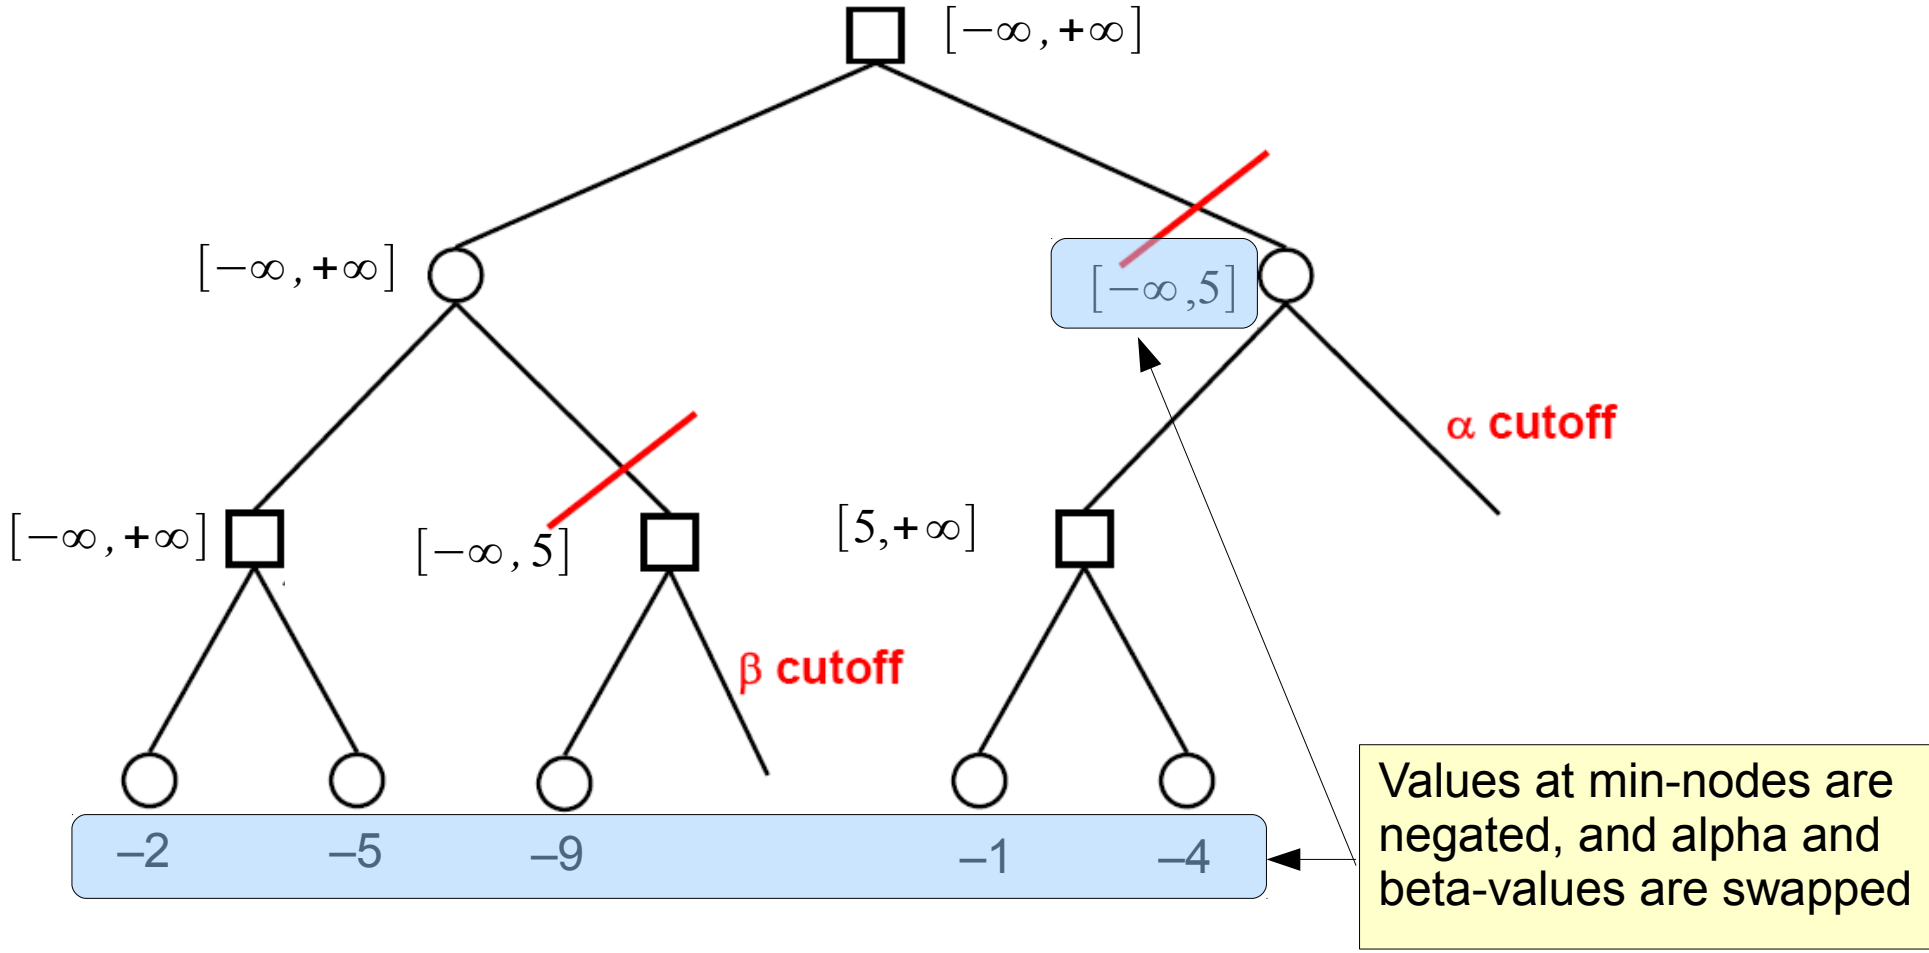 [−∞,+∞]
[−∞,+∞]
[−∞,5]
α cutoff
[−∞,+∞]
[−∞,5]
[5,+∞]
β cutoff
–2 –5 –9 –1 –4
Values at min-nodes are
negated, and alpha and
beta-values are swapped